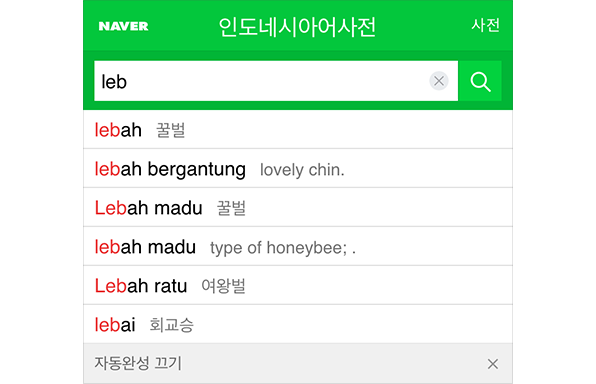 NAVER 인도네시아어사전 사전
leb
lebah 꿀벌
lebah bergantung lovely chin.
Lebah madu 꿀벌
lebah madu type of honeybee; .
Lebah ratu 여왕벌
lebai 회교승
자동완성 끄기